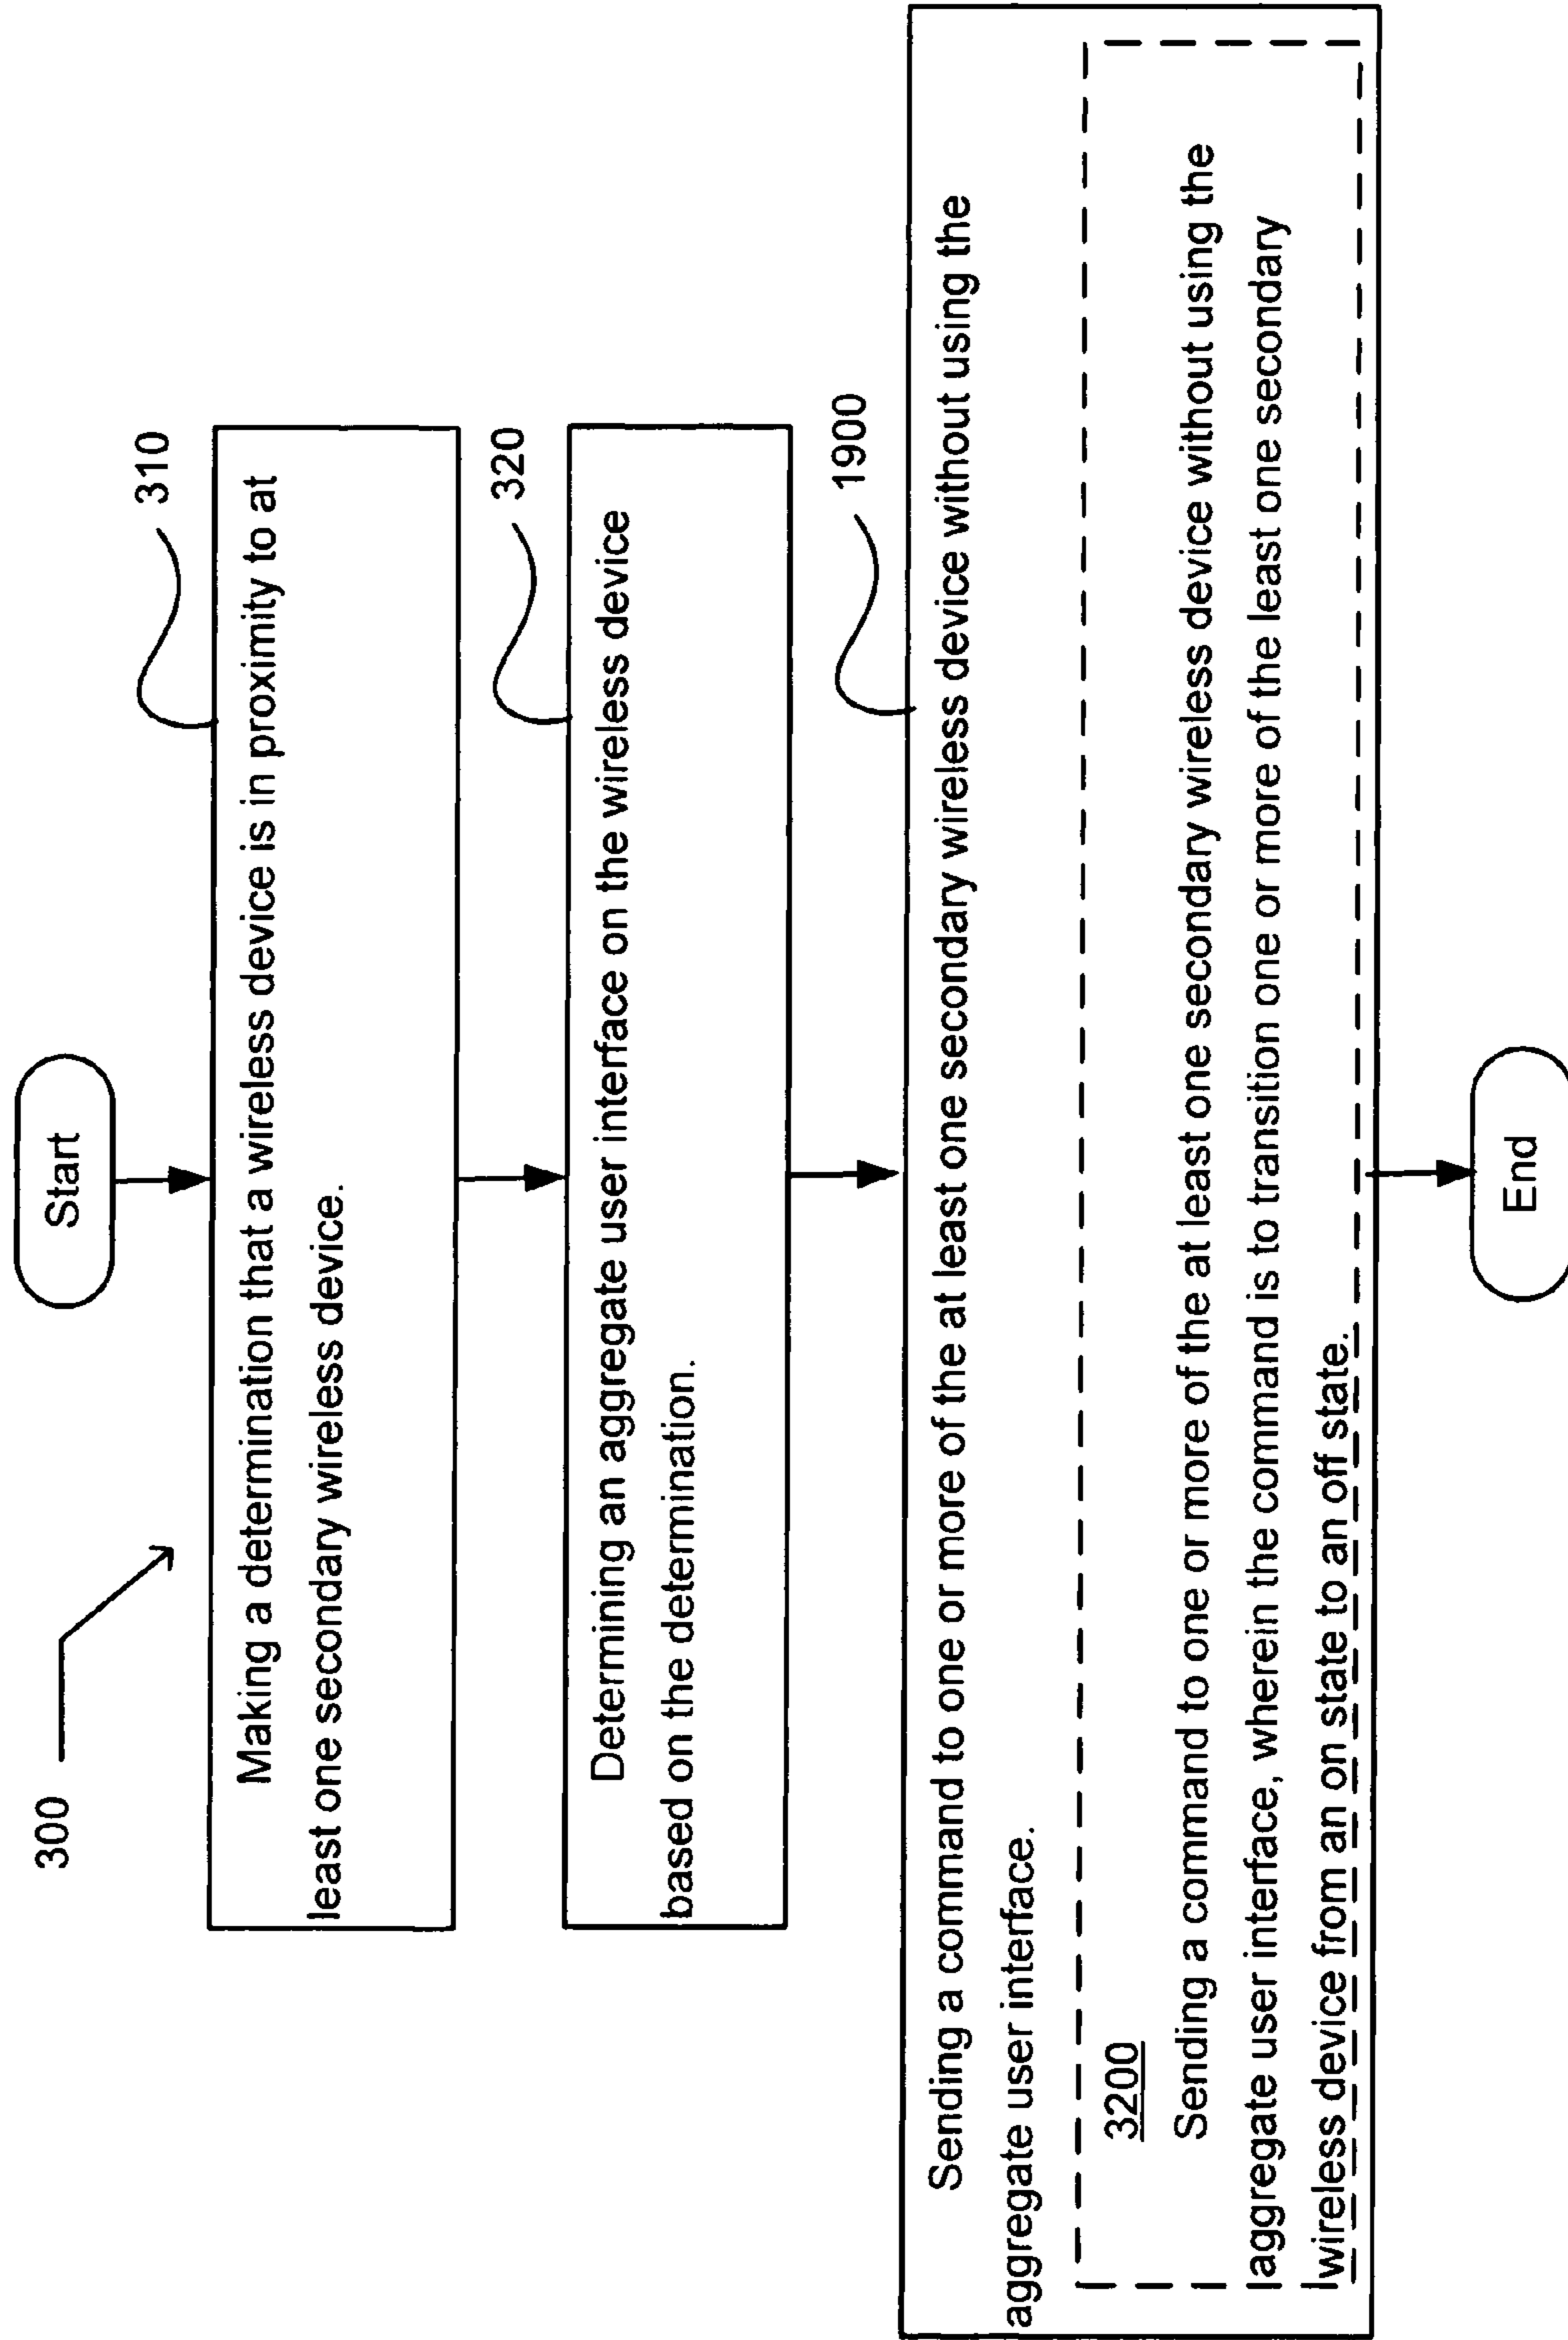 Start
300
310
Making a determination that a wireless device is in proximity to at
least one secondary wireless device.
320
Determining an aggregate user interface on the wireless device
based on the determination.
1900
Sending a command to one or more of the at least one secondary wireless device without using the
aggregate user interface.
3200
Sending a command to one or more of the at least one secondary wireless device without using the
aggregate user interface, wherein the command is to transition one or more of the least one secondary
wireless device from an on state to an off state.
End